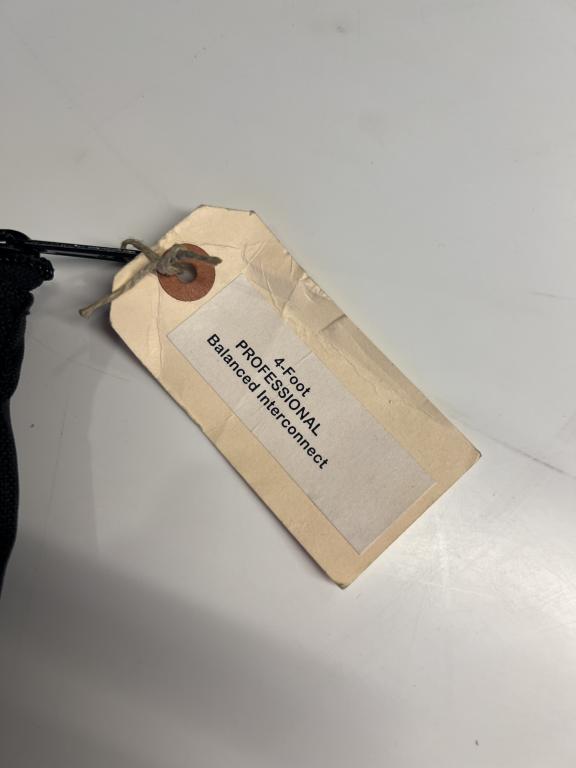 4-Foot
PROFESSIONAL
Balanced Interconnect